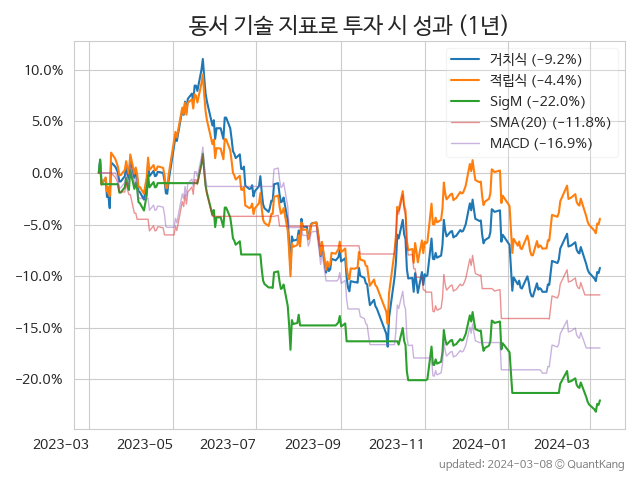 동서 기술 지표로 투자 시 성과 (1년)
거치식 (−9.2%)
적립식 (−4.4%)
SigM (−22.0%)
SMA(20) (−11.8%)
MACD (−16.9%)
10.0%
5.0%
0.0%
−5.0%
−10.0%
−15.0%
−20.0%
2023-03 2023-05 2023-07 2023-09 2023-11 2024-01 2024-03
updated: 2024-03-08 © QuantKang